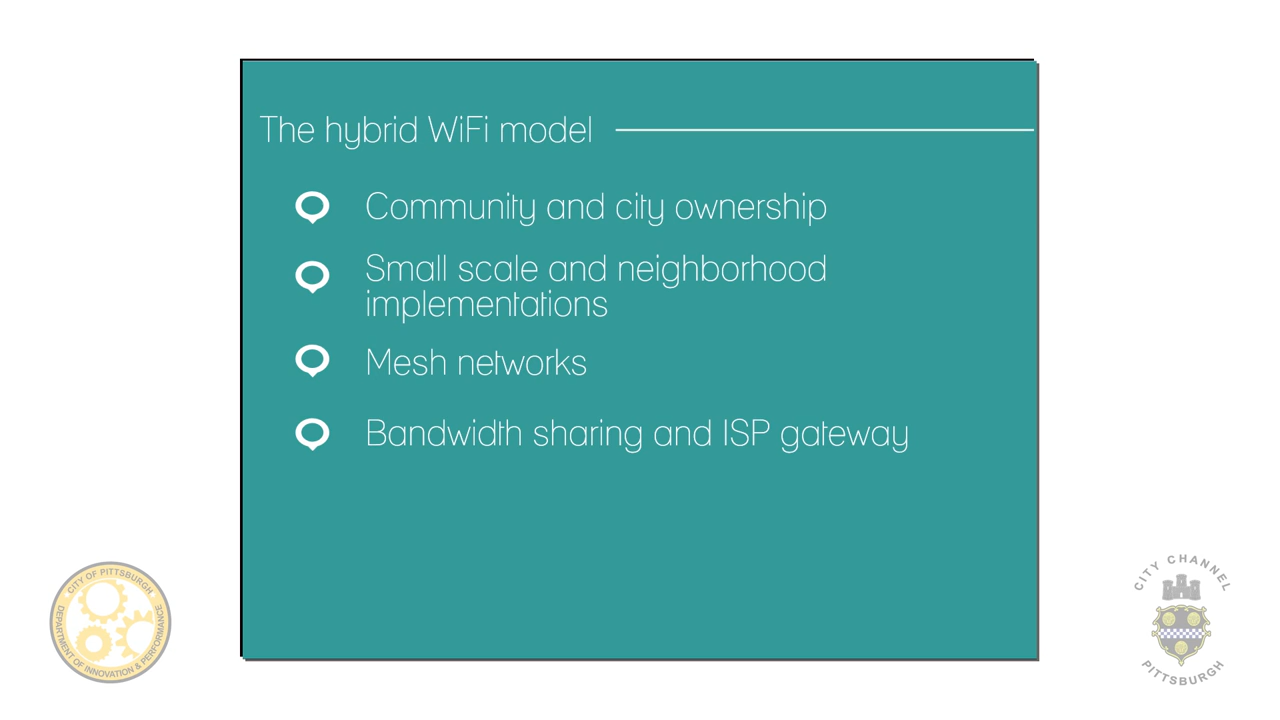 The hybrid WiFi model
Community and city ownership
Small scale and neighborhood
implementations
Mesh networks
Bandwidth sharing and ISP gateway
CITY OF PITTSBURGH
DEPARTMENT OF INNOVATION & PERFORMANCE
CITY CHANNEL
PITTSBURGH